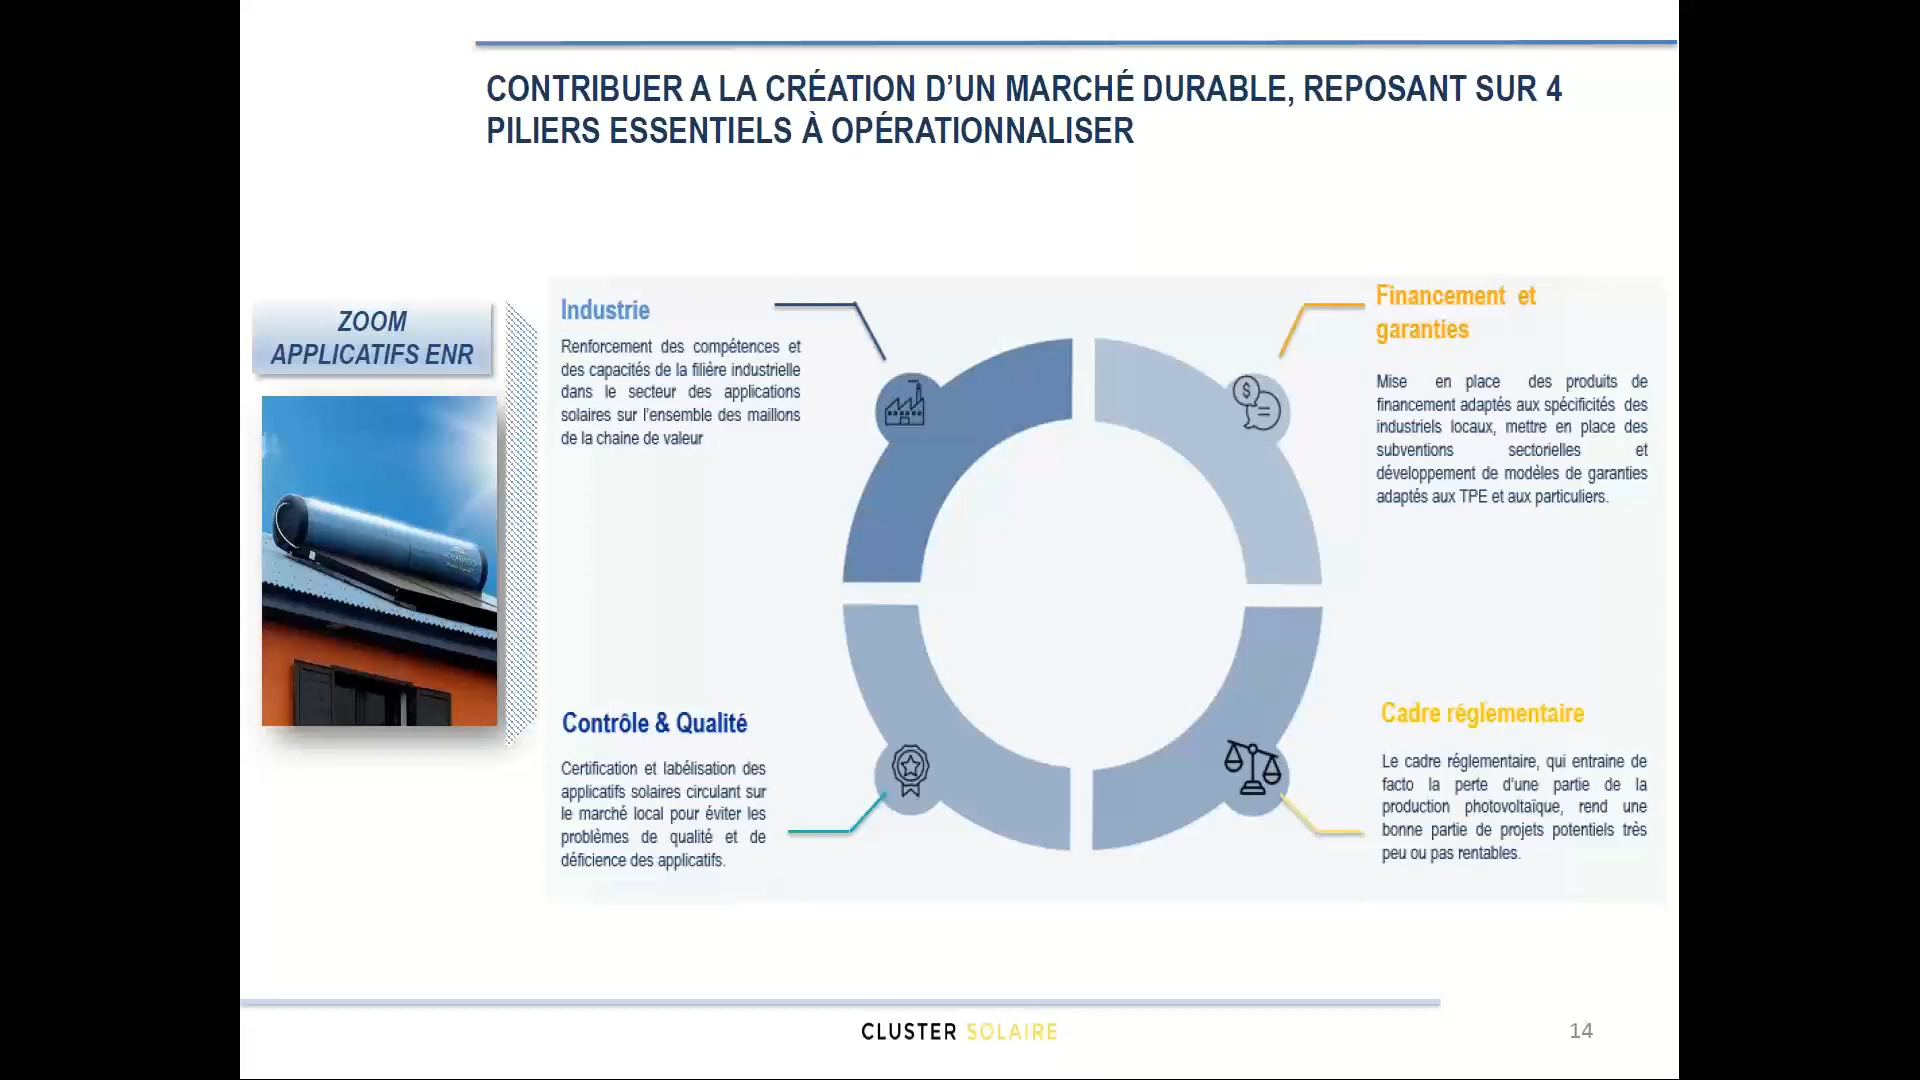 CONTRIBUER A LA CRÉATION D’UN MARCHÉ DURABLE, REPOSANT SUR 4
PILIERS ESSENTIELS À OPÉRATIONNALISER
ZOOM
APPLICATIFS ENR
Industrie
Renforcement des compétences et
des capacités de la filière industrielle
dans le secteur des applications
solaires sur l’ensemble des maillons
de la chaine de valeur
Financement et
garanties
Mise en place des produits de
financement adaptés aux spécificités des
industriels locaux, mettre en place des
subventions sectorielles et
développement de modèles de garanties
adaptés aux TPE et aux particuliers.
Contrôle & Qualité
Certification et labélisation des
applicatifs solaires circulant sur
le marché local pour éviter les
problèmes de qualité et de
déficience des applicatifs.
Cadre réglementaire
Le cadre réglementaire, qui entraine de
facto la perte d’une partie de la
production photovoltaïque, rend une
bonne partie de projets potentiels très
peu ou pas rentables.
CLUSTER SOLAIRE
14